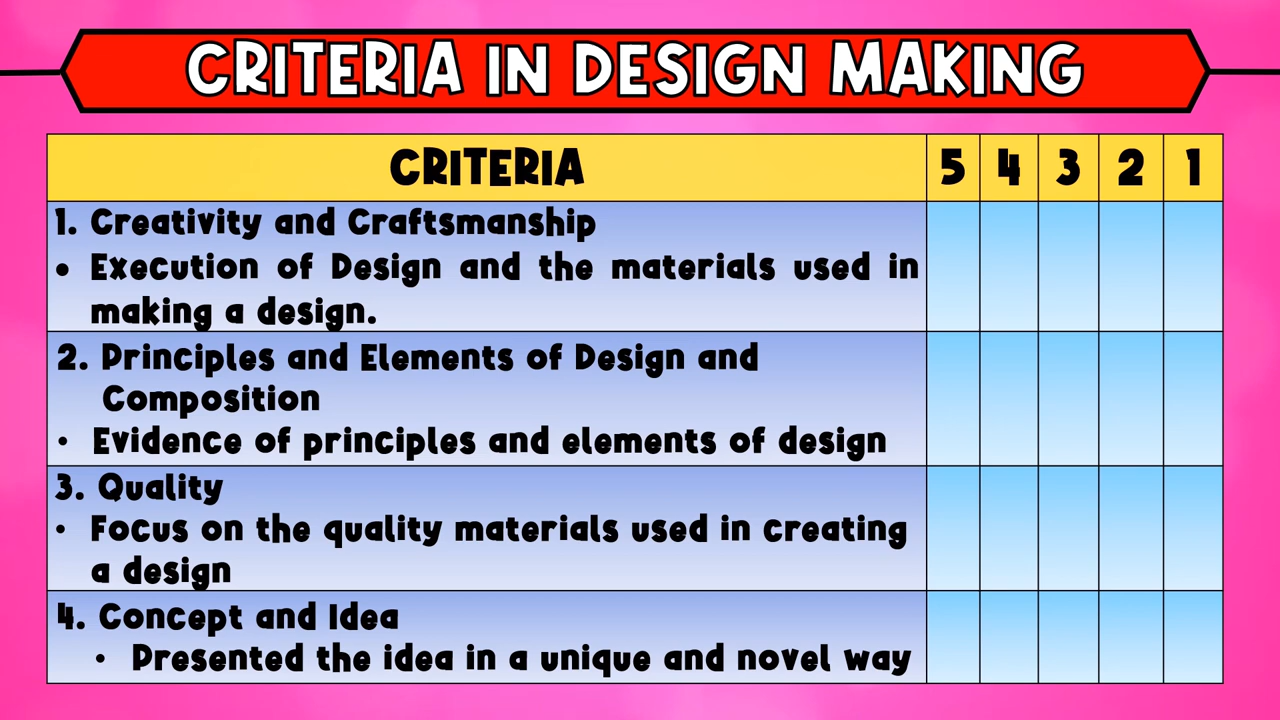 CRITERIA IN DESIGN MAKING
CRITERIA 5 4 3 2 1
1. Creativity and Craftsmanship
• Execution of Design and the materials used in
making a design.
2. Principles and Elements of Design and
Composition
• Evidence of principles and elements of design
3. Quality
• Focus on the quality materials used in creating
a design
4. Concept and Idea
• Presented the idea in a unique and novel way